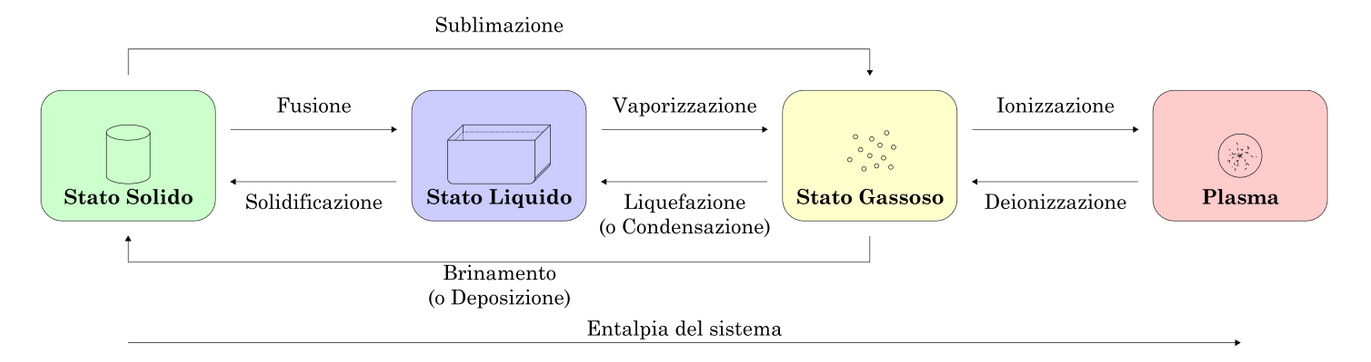 Sublimazione
Fusione
Vaporizzazione
Ionizzazione
Stato Solido
Stato Liquido
Stato Gassoso
Plasma
Solidificazione
Liquefazione
(o Condensazione)
Deionizzazione
Brinamento
(o Deposizione)
Entalpia del sistema